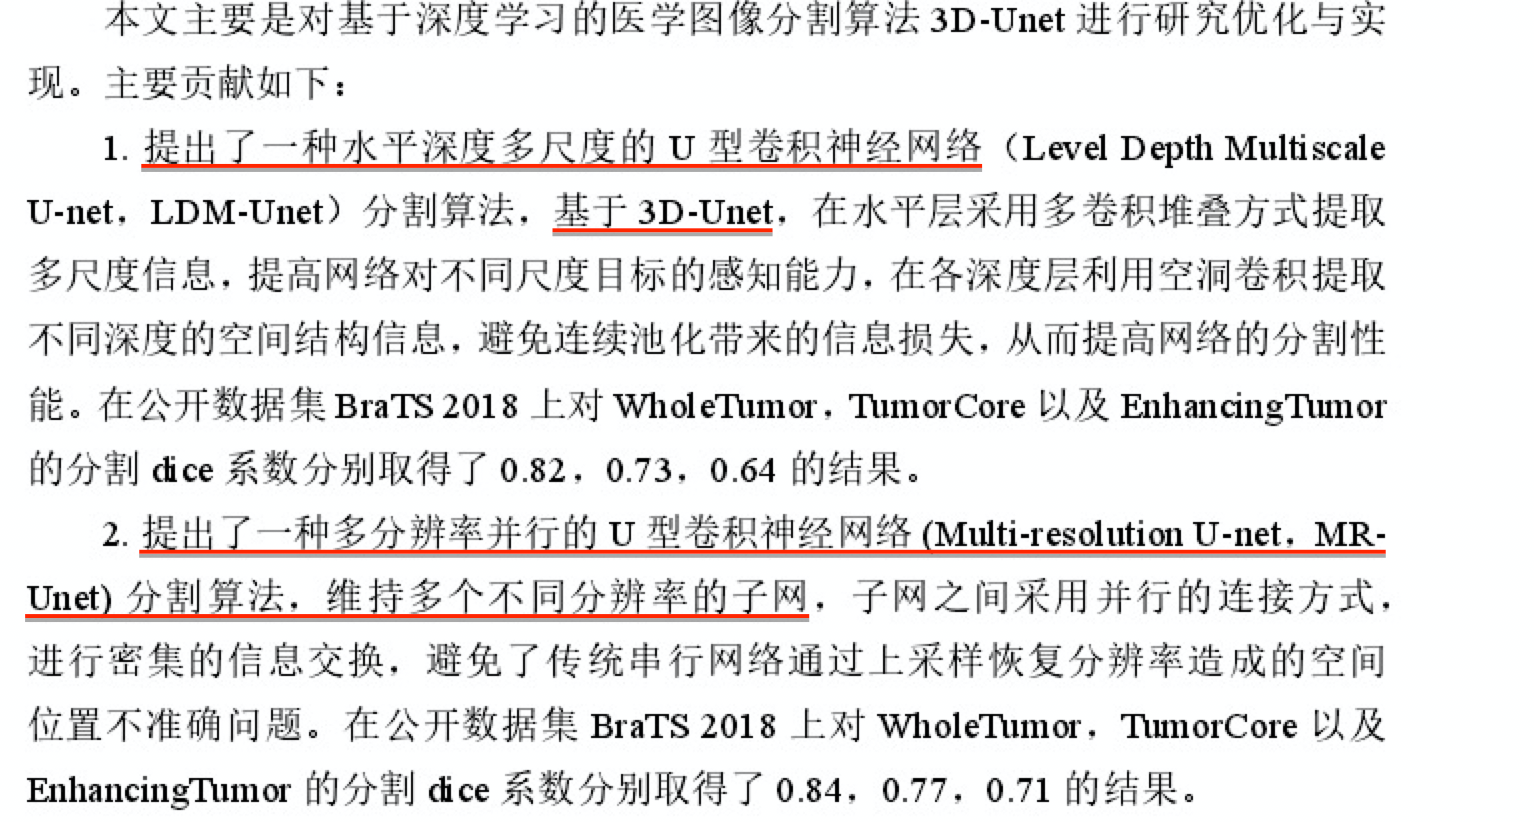 本文主要是对基于深度学习的医学图像分割算法 3D-Unet 进行研究优化与实
现。主要贡献如下：
1. 提出了一种水平深度多尺度的 U 型卷积神经网络（Level Depth Multiscale
U-net，LDM-Unet）分割算法，基于 3D-Unet，在水平层采用多卷积堆叠方式提取
多尺度信息，提高网络对不同尺度目标的感知能力，在各深度层利用空洞卷积提取
不同深度的空间结构信息，避免连续池化带来的信息损失，从而提高网络的分割性
能。在公开数据集 BraTS 2018 上对 WholeTumor，TumorCore 以及 EnhancingTumor
的分割 dice 系数分别取得了 0.82，0.73，0.64 的结果。
2. 提出了一种多分辨率并行的 U 型卷积神经网络 (Multi-resolution U-net，MR-
Unet) 分割算法，维持多个不同分辨率的子网，子网之间采用并行的连接方式，
进行密集的信息交换，避免了传统串行网络通过上采样恢复分辨率造成的空间
位置不准确问题。在公开数据集 BraTS 2018 上对 WholeTumor，TumorCore 以及
EnhancingTumor 的分割 dice 系数分别取得了 0.84，0.77，0.71 的结果。